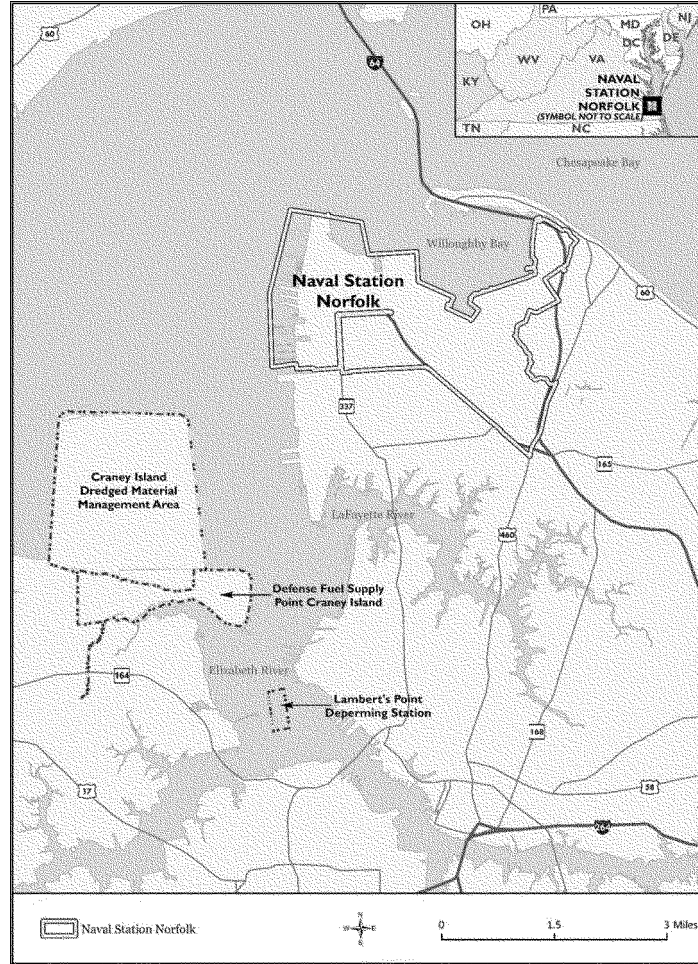 60
64
PA
OH
NJ
MD
DE
DC
WV
VA
KY
NAVAL
STATION
NORFOLK
(SYMBOL NOT TO SCALE)
TN
NC
Chesapeake Bay
Willoughby Bay
Naval Station
Norfolk
60
337
165
Craney Island
Dredged Material
Management Area
LaFayette River
460
Defense Fuel Supply
Point Craney Island
Elizabeth River
164
Lambert's Point
Deperming Station
168
17
58
264
Naval Station Norfolk
N
W
E
S
0
1.5
3 Miles